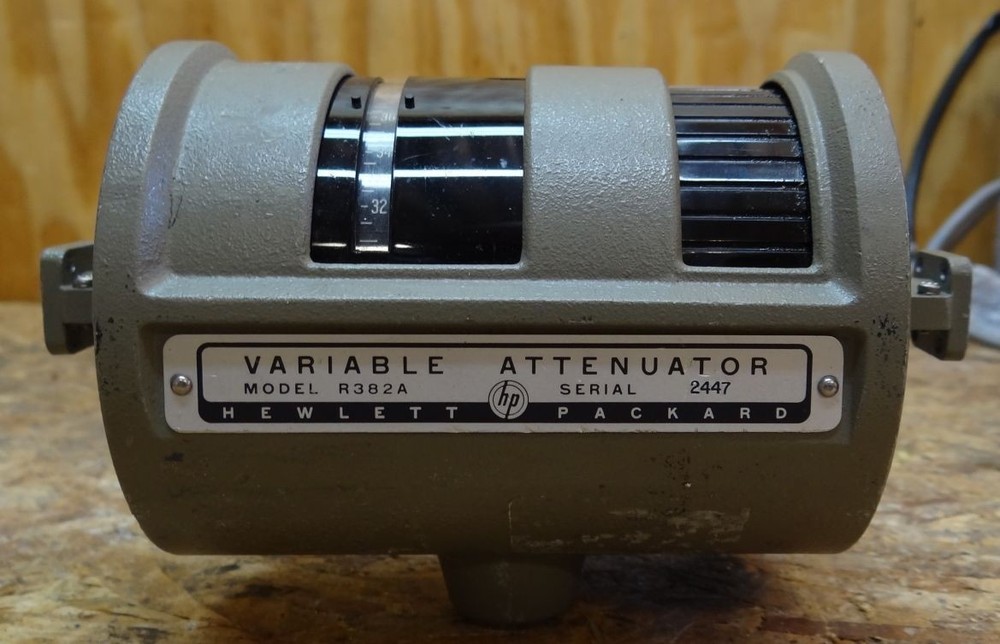 32
VARIABLE ATTENUATOR
MODEL R382A hp SERIAL 2447
HEWLETT PACKARD